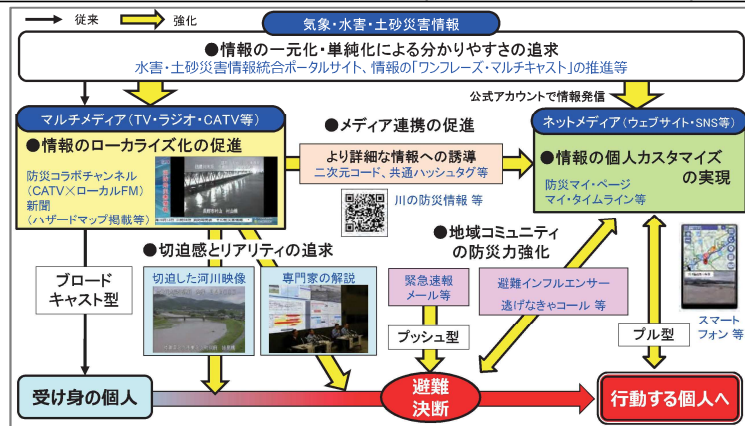 従来
強化
気象・水害・土砂災害情報
●情報の一元化・単純化による分かりやすさの追求
水害・土砂災害情報統合ポータルサイト、情報の「ワンフレーズ・マルチキャスト」の推進等
公式アカウントで情報発信
マルチメディア(TV・ラジオ・CATV等)
●情報のローカライズ化の促進
防災コラボチャンネル
(CATV×ローカルFM)
新聞
(ハザードマップ掲載等)
●メディア連携の促進
より詳細な情報への誘導
二次元コード、共通ハッシュタグ等
川の防災情報 等
ネットメディア(ウェブサイト・SNS等)
●情報の個人カスタマイズ
の実現
防災マイ・ページ
マイ・タイムライン等
●切迫感とリアリティの追求
切迫した河川映像
専門家の解説
●地域コミュニティ
の防災力強化
緊急速報
メール等
避難インフルエンサー
逃げなきゃコール 等
ブロード
キャスト型
プッシュ型
プル型
スマート
フォン 等
受け身の個人
避難
決断
行動する個人へ